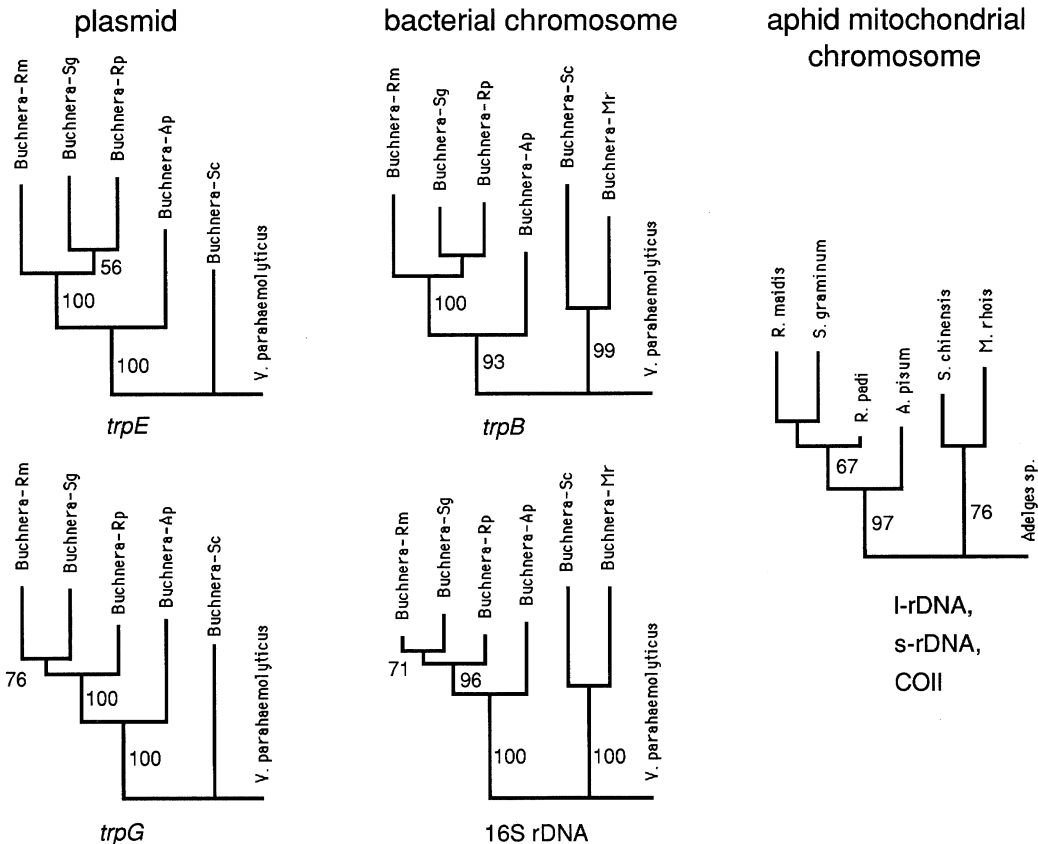 plasmid
Buchnera-Rm
Buchnera-Sg
Buchnera-Rp
Buchnera-Ap
Buchnera-Sc
V. parahaemolyticus
56
100
100
trpE
Buchnera-Rm
Buchnera-Sg
Buchnera-Rp
Buchnera-Ap
Buchnera-Sc
V. parahaemolyticus
76
100
100
trpG
bacterial chromosome
Buchnera-Rm
Buchnera-Sg
Buchnera-Rp
Buchnera-Ap
Buchnera-Sc
Buchnera-Mr
V. parahaemolyticus
100
93
99
trpB
Buchnera-Rm
Buchnera-Sg
Buchnera-Rp
Buchnera-Ap
Buchnera-Sc
Buchnera-Mr
V. parahaemolyticus
71
96
100
100
16S rDNA
aphid mitochondrial
chromosome
R. maidis
S. graminum
R. padi
A. pisum
S. chinensis
M. rhois
Adelges sp.
67
97
76
l-rDNA,
s-rDNA,
COII